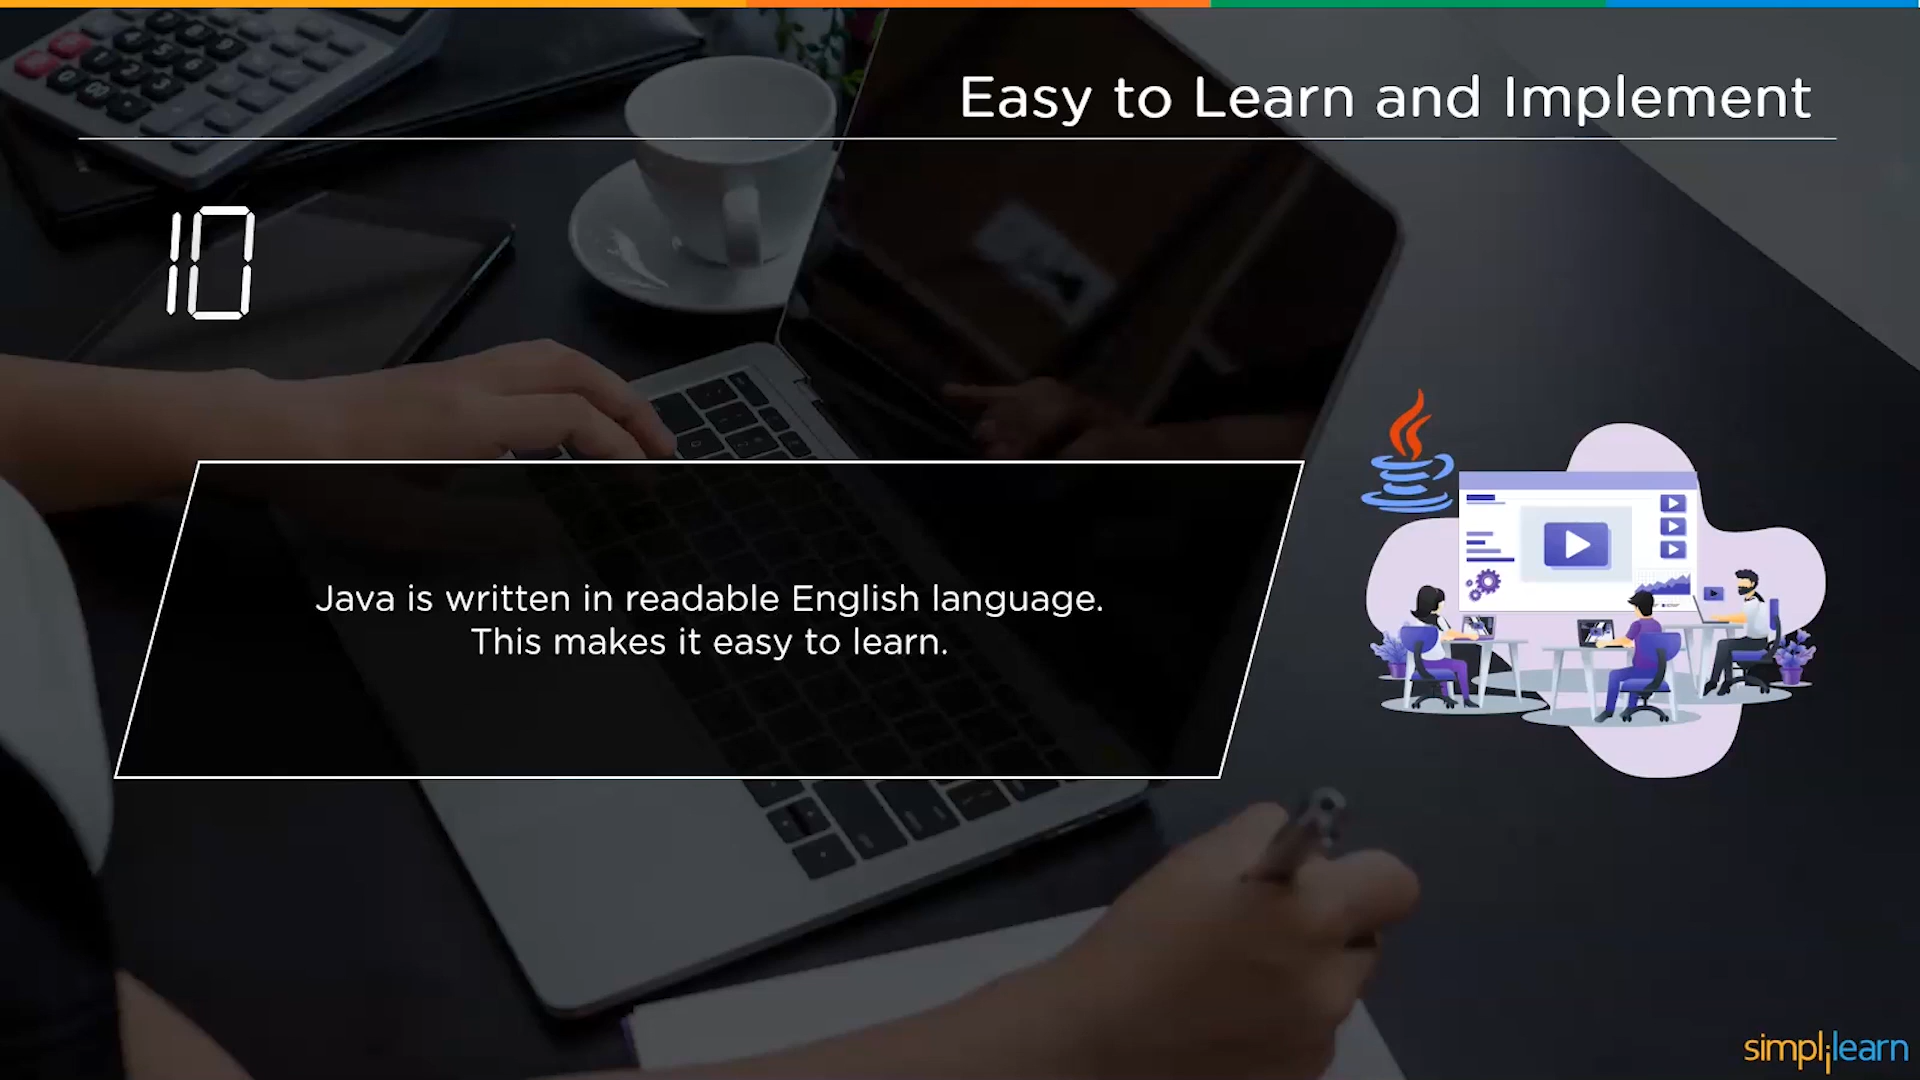 Easy to Learn and Implement
10
Java is written in readable English language.
This makes it easy to learn.
simplilearn